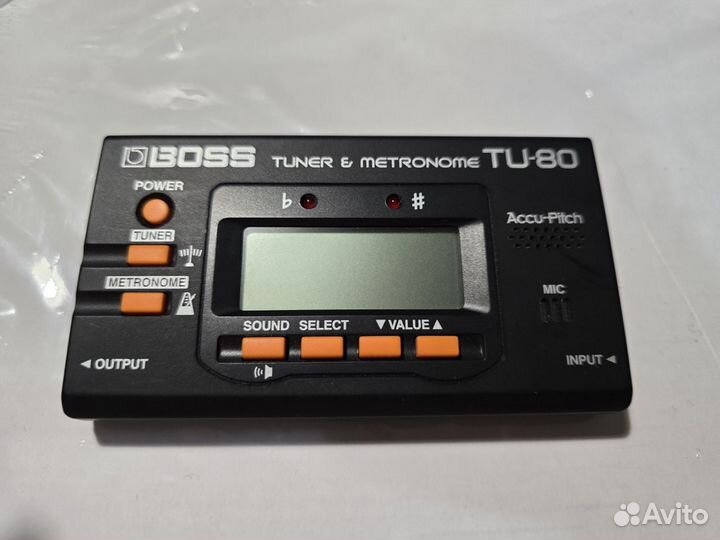 BOSS TUNER & METRONOME TU-80
POWER
♭ #
TUNER
Accu-Pitch
METRONOME
MIC
SOUND SELECT ▼VALUE▲
◄OUTPUT
INPUT◄
Avito